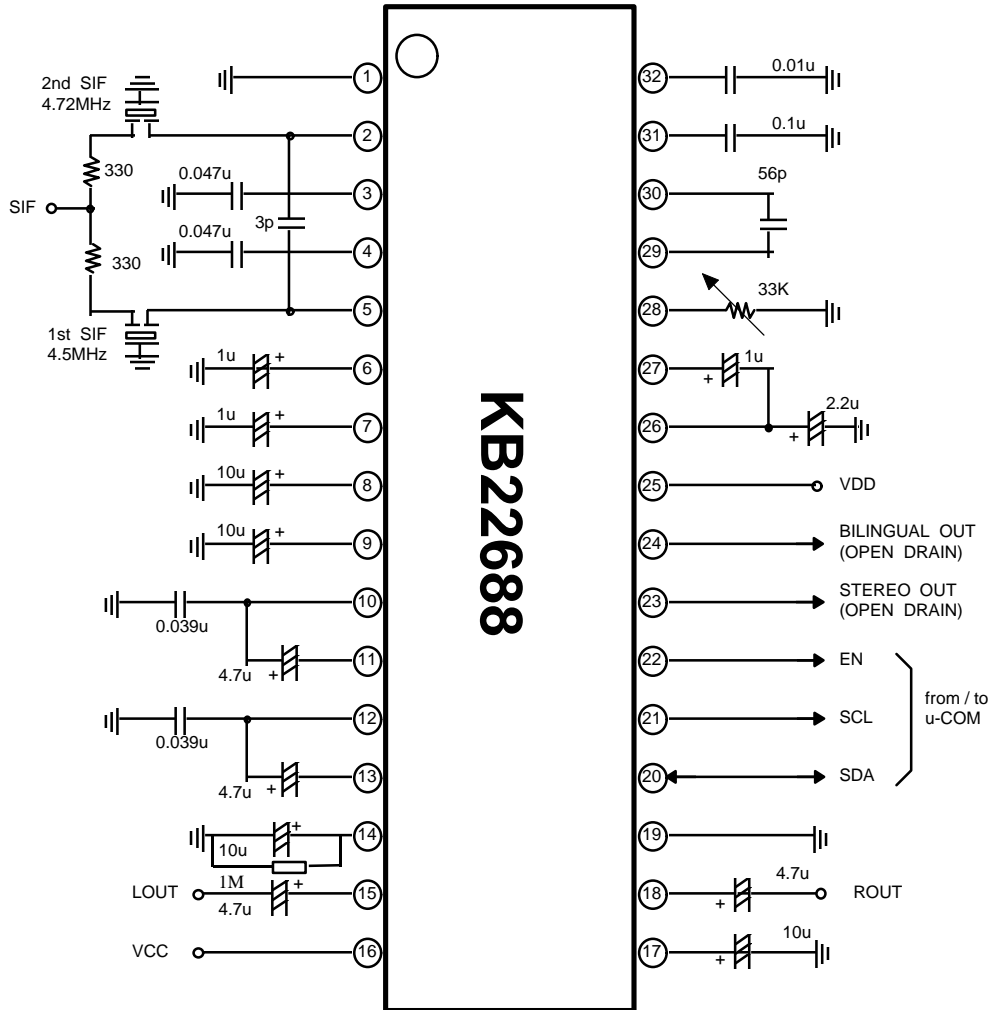 2nd SIF
4.72MHz
330
SIF
330
1st SIF
4.5MHz
0.047u
0.047u
3p
1u
1u
10u
10u
0.039u
4.7u
0.039u
4.7u
10u
1M
LOUT
4.7u
VCC
1
2
3
4
5
6
7
8
9
10
11
12
13
14
15
16
+
+
+
+
+
+
+
+
KB22688
32
31
30
29
28
27
26
25
24
23
22
21
20
19
18
17
0.01u
0.1u
56p
33K
1u
+
2.2u
+
VDD
BILINGUAL OUT
(OPEN DRAIN)
STEREO OUT
(OPEN DRAIN)
EN
SCL
SDA
from / to
u-COM
4.7u
+
ROUT
10u
+